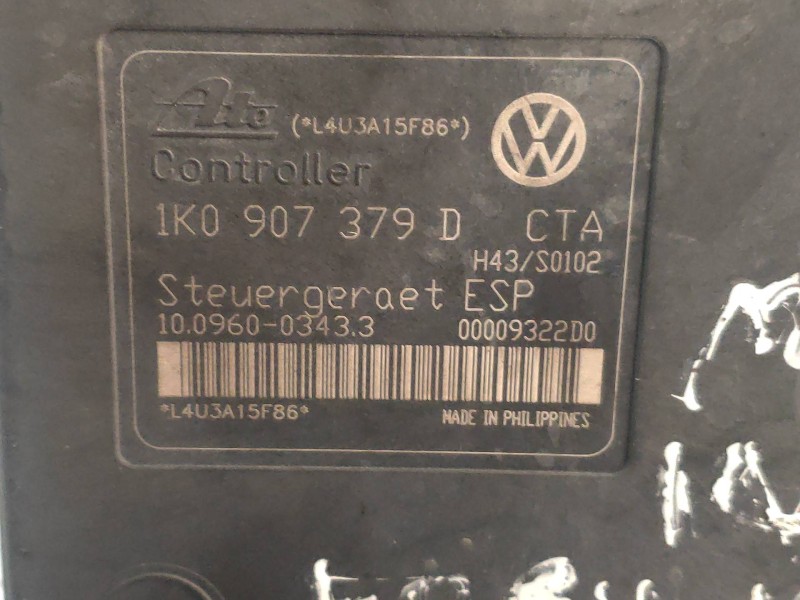 Ate (*L4U3A15F86*)
Controller
1K0 907 379 D CTA
H43/S0102
Steuergeraet ESP
10.0960-0343.3 00009322D0
*L4U3A15F86* MADE IN PHILIPPINES